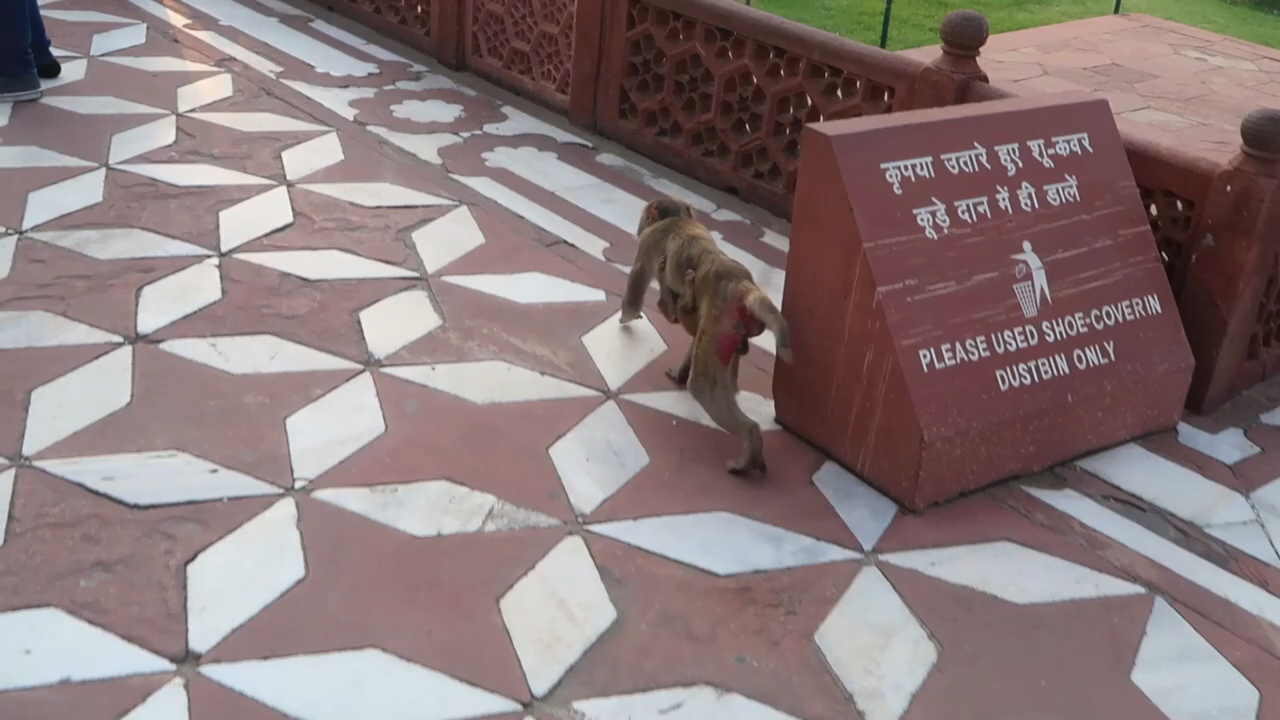 कृपया उतारे हुए शू-कवर
कूड़े दान में ही डालें
PLEASE USED SHOE-COVERIN
DUSTBIN ONLY